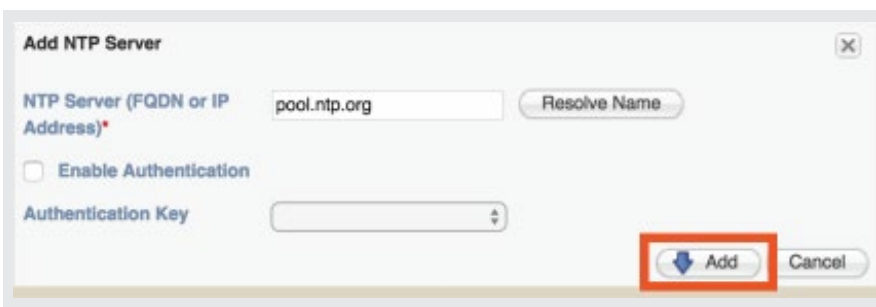 Add NTP Server
NTP Server (FQDN or IP
Address)*
pool.ntp.org
Resolve Name
Enable Authentication
Authentication Key
Add
Cancel